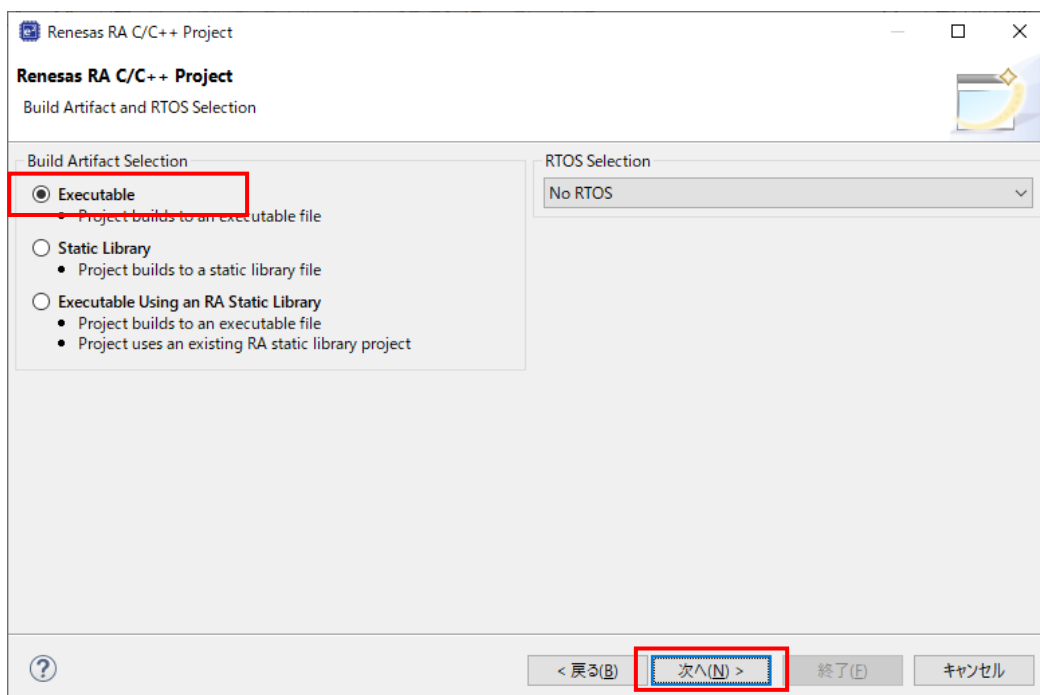 Renesas RA C/C++ Project
Renesas RA C/C++ Project
Build Artifact and RTOS Selection
Build Artifact Selection
Executable
• Project builds to an executable file
Static Library
• Project builds to a static library file
Executable Using an RA Static Library
• Project builds to an executable file
• Project uses an existing RA static library project
RTOS Selection
No RTOS
?
< 戻る(B)
次へ(N) >
終了(F)
キャンセル